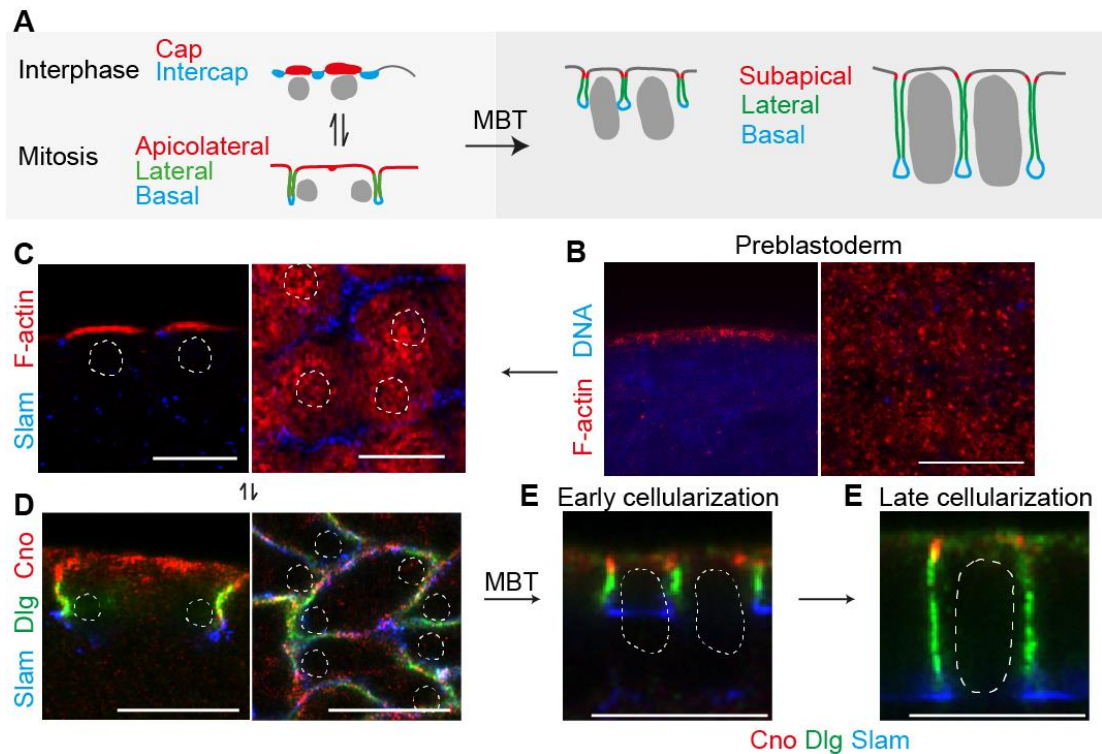 A
Interphase
Cap
Intercap
Mitosis
Apicolateral
Lateral
Basal
MBT
Subapical
Lateral
Basal
C
Slam F-actin
B
Preblastoderm
F-actin DNA
D
Slam Dlg Cno
MBT
E
Early cellularization
E
Late cellularization
Cno Dlg Slam